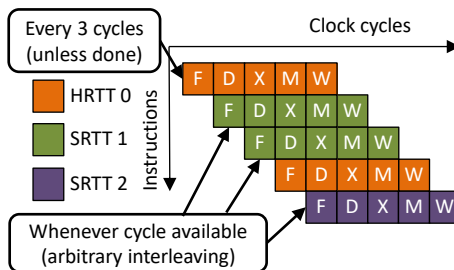 Every 3 cycles
(unless done)
Clock cycles
HRTT 0
SRTT 1
SRTT 2
Instructions
F D X M W
F D X M W
F D X M W
F D X M W
F D X M W
Whenever cycle available
(arbitrary interleaving)